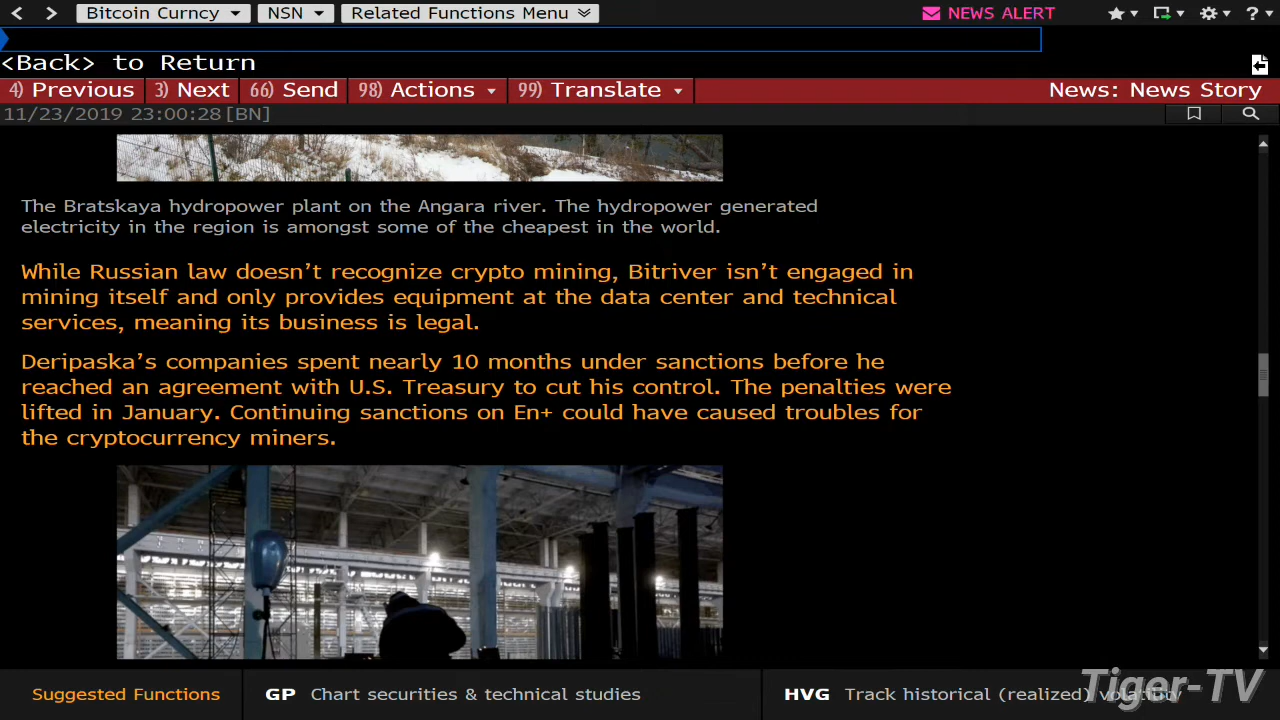 Bitcoin Curncy NSN Related Functions Menu NEWS ALERT ?
<Back> to Return
4) Previous 3) Next 66) Send 98) Actions 99) Translate News: News Story
11/23/2019 23:00:28 [BN]
The Bratskaya hydropower plant on the Angara river. The hydropower generated
electricity in the region is amongst some of the cheapest in the world.
While Russian law doesn't recognize crypto mining, Bitriver isn't engaged in
mining itself and only provides equipment at the data center and technical
services, meaning its business is legal.
Deripaska's companies spent nearly 10 months under sanctions before he
reached an agreement with U.S. Treasury to cut his control. The penalties were
lifted in January. Continuing sanctions on En+ could have caused troubles for
the cryptocurrency miners.
Suggested Functions GP Chart securities & technical studies HVG Track historical (realized) volatility
Tiger-TV